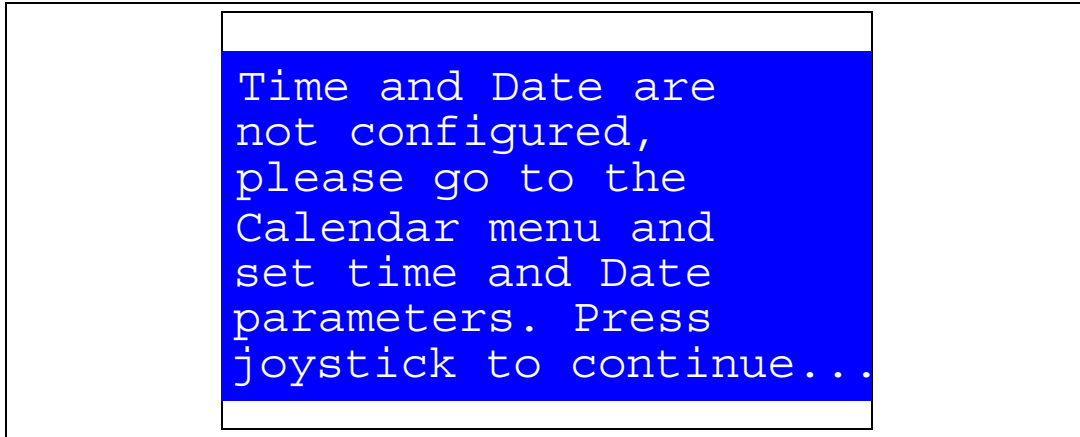 Time and Date are
not configured,
please go to the
Calendar menu and
set time and Date
parameters. Press
joystick to continue...